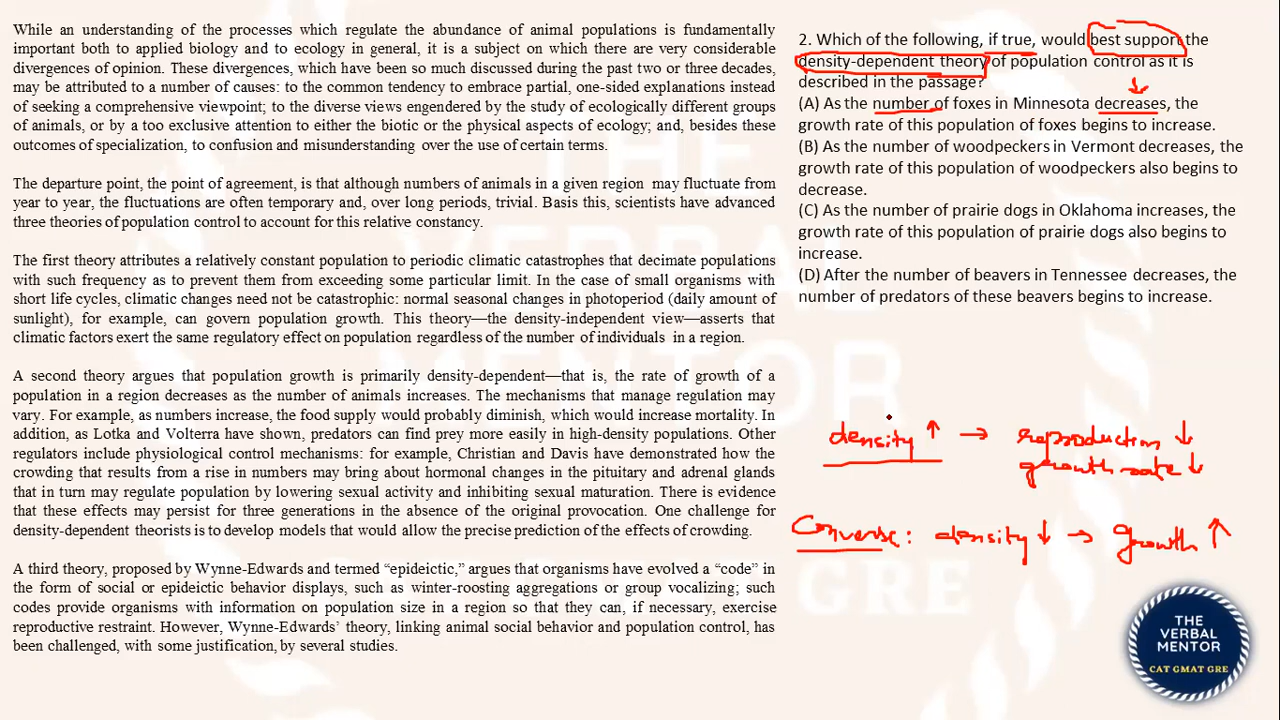 While an understanding of the processes which regulate the abundance of animal populations is fundamentally
important both to applied biology and to ecology in general, it is a subject on which there are very considerable
divergences of opinion. These divergences, which have been so much discussed during the past two or three decades,
may be attributed to a number of causes: to the common tendency to embrace partial, one-sided explanations instead
of seeking a comprehensive viewpoint; to the diverse views engendered by the study of ecologically different groups
of animals, or by a too exclusive attention to either the biotic or the physical aspects of ecology; and, besides these
outcomes of specialization, to confusion and misunderstanding over the use of certain terms.
The departure point, the point of agreement, is that although numbers of animals in a given region may fluctuate from
year to year, the fluctuations are often temporary and, over long periods, trivial. Basis this, scientists have advanced
three theories of population control to account for this relative constancy.
The first theory attributes a relatively constant population to periodic climatic catastrophes that decimate populations
with such frequency as to prevent them from exceeding some particular limit. In the case of small organisms with
short life cycles, climatic changes need not be catastrophic: normal seasonal changes in photoperiod (daily amount of
sunlight), for example, can govern population growth. This theory—the density-independent view—asserts that
climatic factors exert the same regulatory effect on population regardless of the number of individuals in a region.
A second theory argues that population growth is primarily density-dependent—that is, the rate of growth of a
population in a region decreases as the number of animals increases. The mechanisms that manage regulation may
vary. For example, as numbers increase, the food supply would probably diminish, which would increase mortality. In
addition, as Lotka and Volterra have shown, predators can find prey more easily in high-density populations. Other
regulators include physiological control mechanisms: for example, Christian and Davis have demonstrated how the
crowding that results from a rise in numbers may bring about hormonal changes in the pituitary and adrenal glands
that in turn may regulate population by lowering sexual activity and inhibiting sexual maturation. There is evidence
that these effects may persist for three generations in the absence of the original provocation. One challenge for
density-dependent theorists is to develop models that would allow the precise prediction of the effects of crowding.
A third theory, proposed by Wynne-Edwards and termed “epidectic,” argues that organisms have evolved a “code” in
the form of social or epideictic behavior displays, such as winter-roosting aggregations or group vocalizing; such
codes provide organisms with information on population size in a region so that they can, if necessary, exercise
reproductive restraint. However, Wynne-Edwards’ theory, linking animal social behavior and population control, has
been challenged, with some justification, by several studies.
2. Which of the following, if true, would best support the
density-dependent theory of population control as it is
described in the passage?
(A) As the number of foxes in Minnesota decreases, the
growth rate of this population of foxes begins to increase.
(B) As the number of woodpeckers in Vermont decreases, the
growth rate of this population of woodpeckers also begins to
decrease.
(C) As the number of prairie dogs in Oklahoma increases, the
growth rate of this population of prairie dogs also begins to
increase.
(D) After the number of beavers in Tennessee decreases, the
number of predators of these beavers begins to increase.
density ↑ → reproduction ↓
growth rate ↓
Converse: density ↓ → growth ↑
THE
VERBAL
MENTOR
CAT GMAT GRE